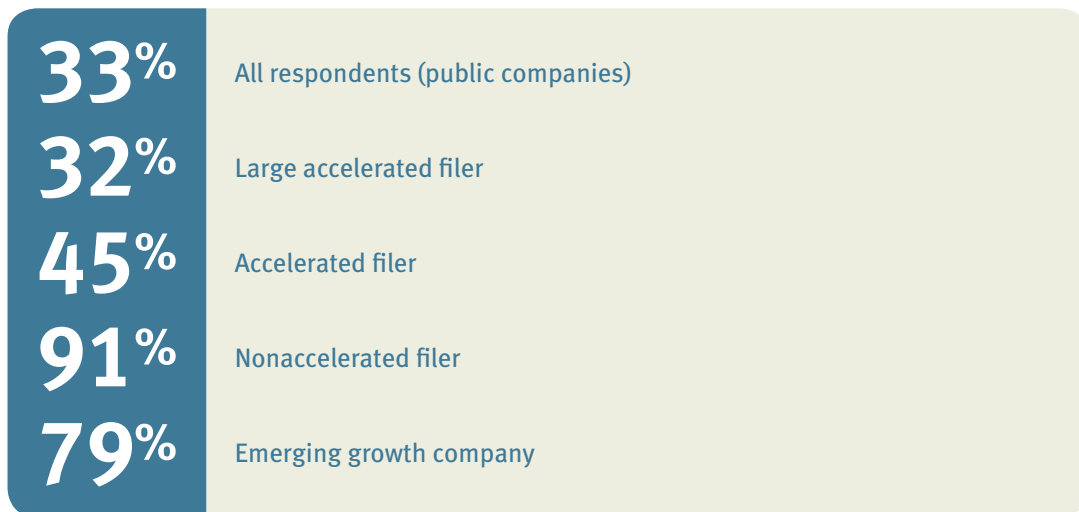 33% All respondents (public companies)
32% Large accelerated filer
45% Accelerated filer
91% Nonaccelerated filer
79% Emerging growth company